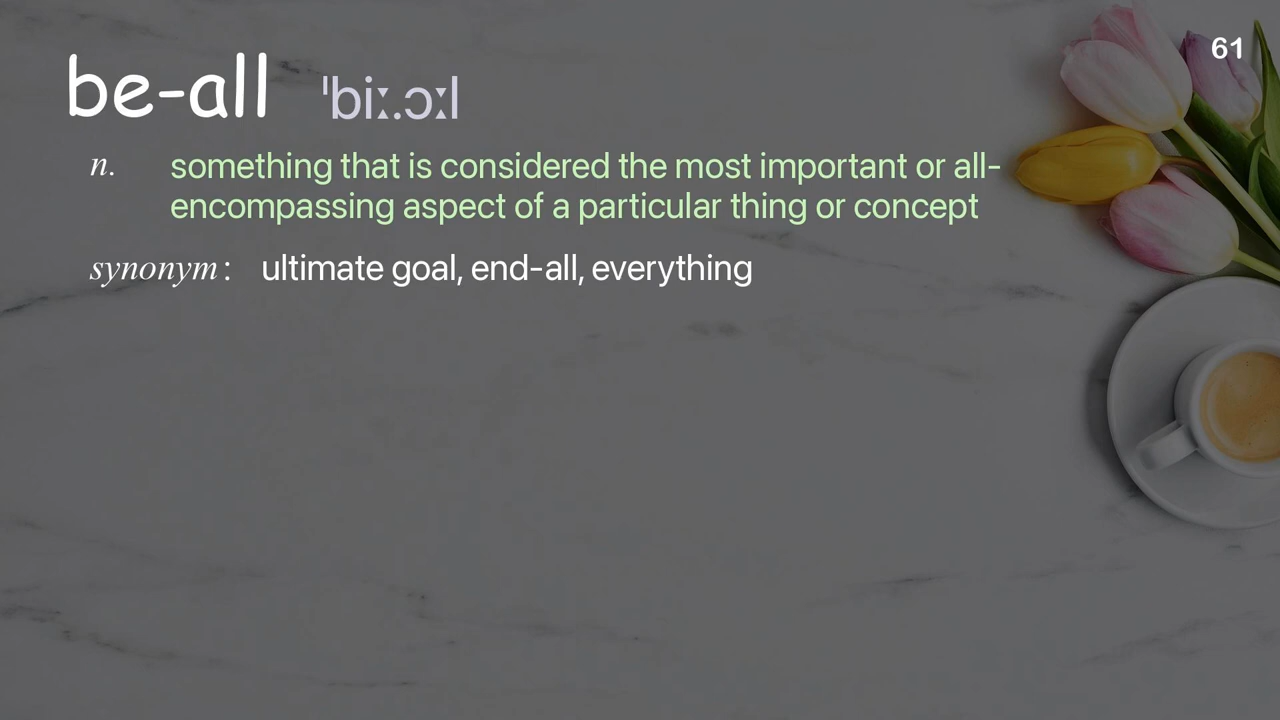 61
be-all ˈbiː.ɔːl
n. something that is considered the most important or all-
encompassing aspect of a particular thing or concept
synonym: ultimate goal, end-all, everything